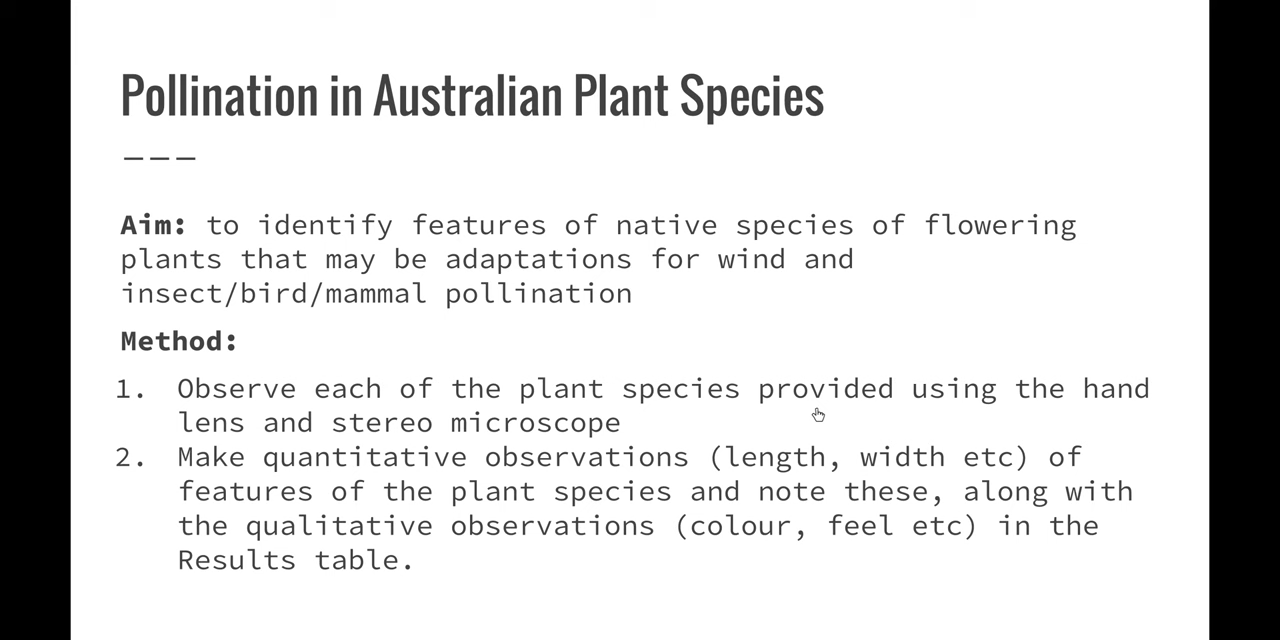 Pollination in Australian Plant Species
———
Aim: to identify features of native species of flowering
plants that may be adaptations for wind and
insect/bird/mammal pollination
Method:
1. Observe each of the plant species provided using the hand
lens and stereo microscope
2. Make quantitative observations (length, width etc) of
features of the plant species and note these, along with
the qualitative observations (colour, feel etc) in the
Results table.